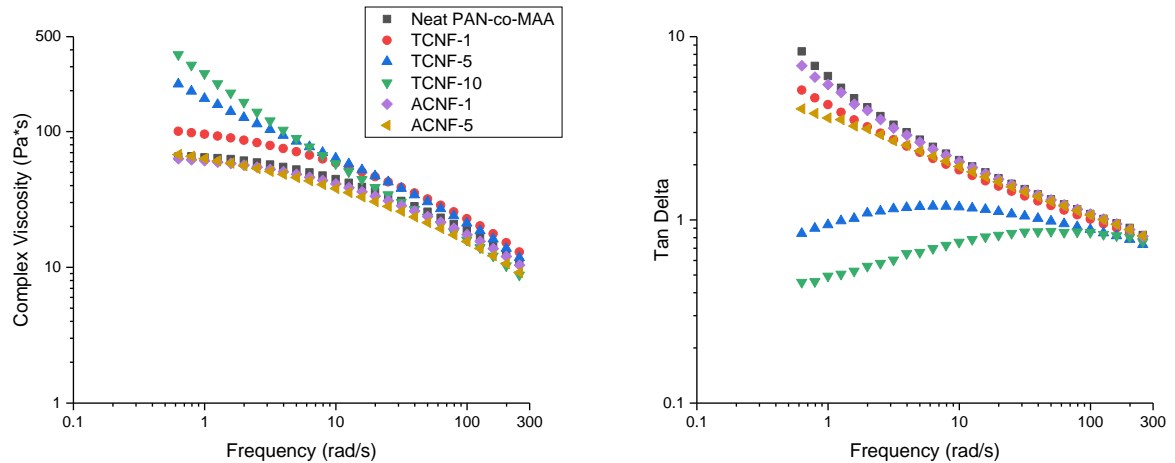 Neat PAN-co-MAA
TCNF-1
TCNF-5
TCNF-10
ACNF-1
ACNF-5
Complex Viscosity (Pa*s)
500
100
10
1
0.1
1
10
100
300
Frequency (rad/s)
Tan Delta
10
1
0.1
0.1
1
10
100
300
Frequency (rad/s)